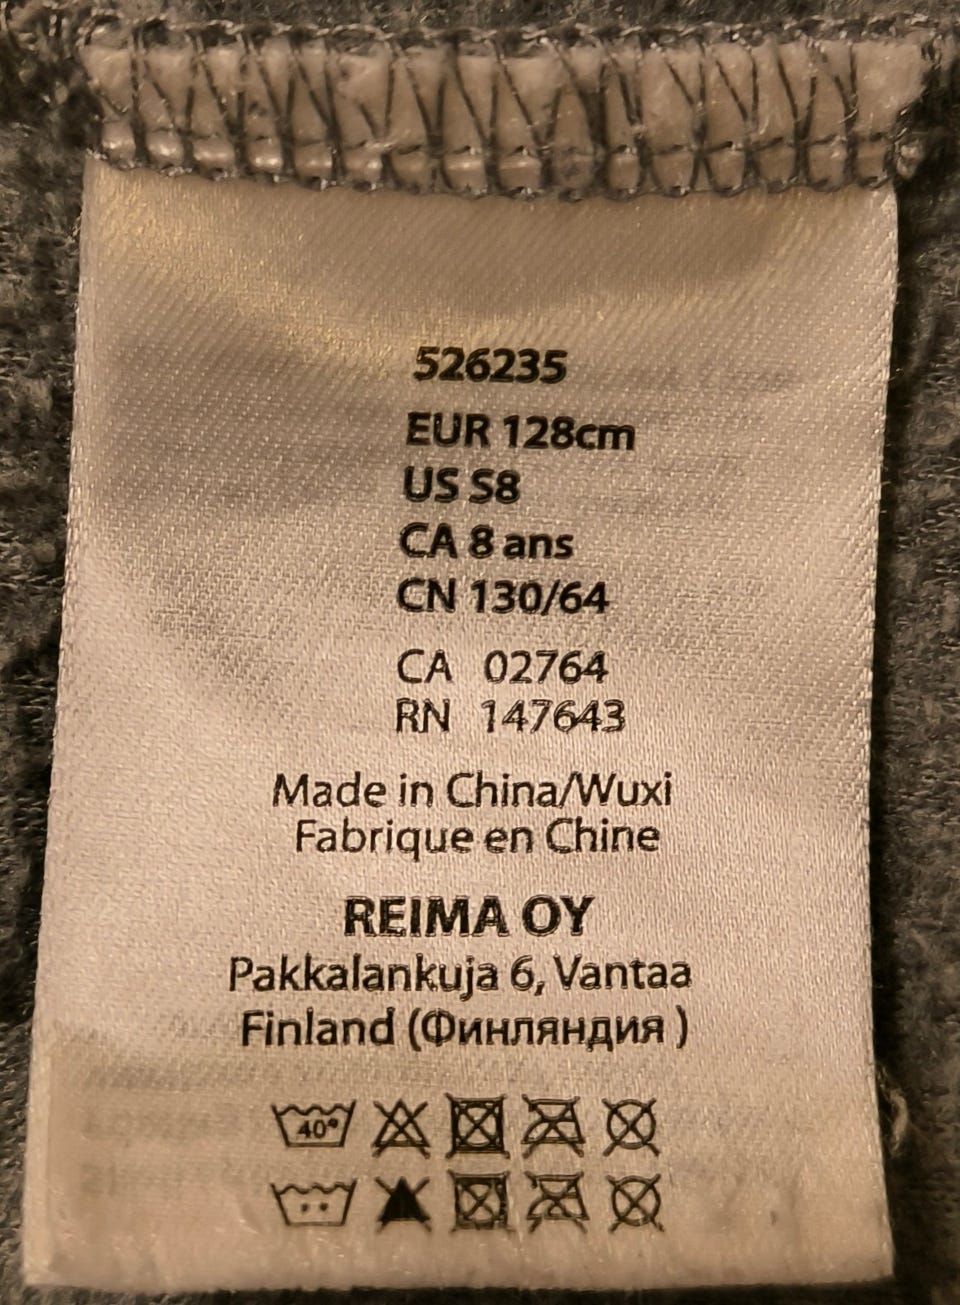 526235
EUR 128cm
US S8
CA 8 ans
CN 130/64
CA 02764
RN 147643
Made in China/Wuxi
Fabrique en Chine
REIMA OY
Pakkalankuja 6, Vantaa
Finland (Финляндия )
40°